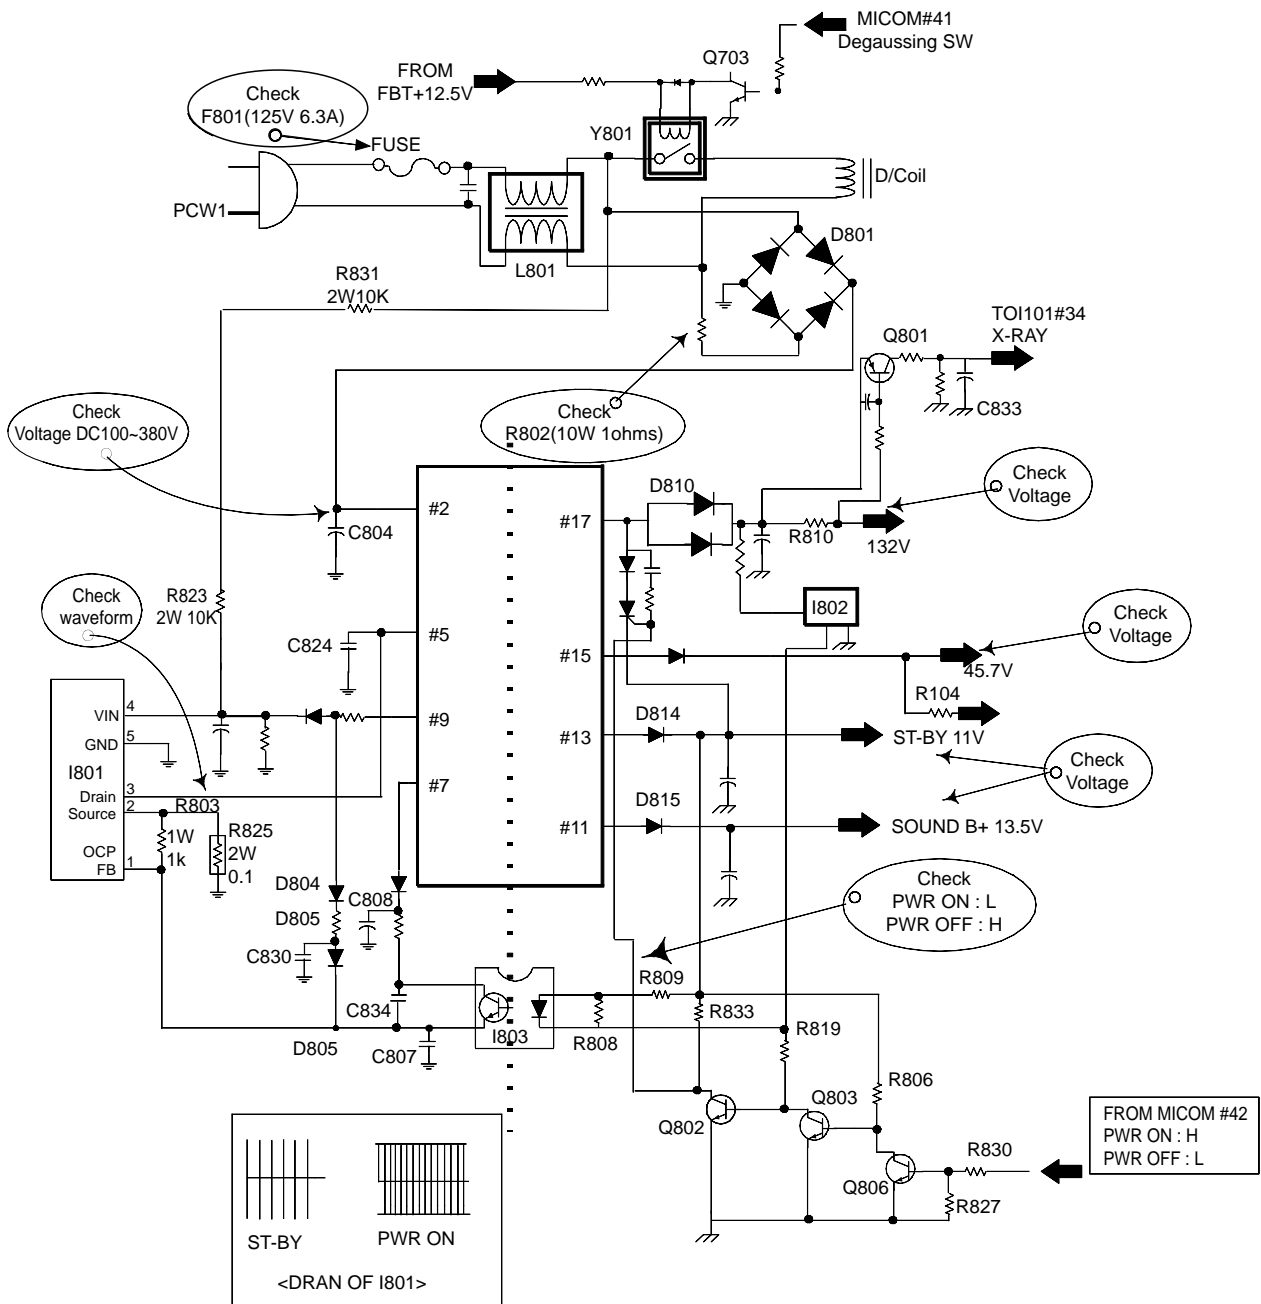 MICOM#41
Degaussing SW
Q703
FROM
FBT+12.5V
Check
F801(125V 6.3A)
FUSE
Y801
D/Coil
PCW1
D801
L801
R831
2W10K
TOI101#34
X-RAY
Q801
C833
Check
Voltage DC100~380V
Check
R802(10W 1ohms)
Check
Voltage
D810
#2
#17
C804
R810
132V
Check
waveform
R823
2W 10K
I802
Check
Voltage
C824
#5
#15
45.7V
R104
VIN
4
#9
D814
#13
ST-BY 11V
GND
5
I801
#7
Check
Voltage
Drain
3
Source
2
R803
D815
#11
SOUND B+ 13.5V
1W
1k
R825
2W
0.1
OCP
FB
1
Check
PWR ON : L
PWR OFF : H
D804
C808
D805
C830
R809
C834
I803
R833
R808
R819
D805
C807
R806
Q803
Q802
FROM MICOM #42
PWR ON : H
PWR OFF : L
R830
Q806
R827
ST-BY
PWR ON
<DRAN OF I801>